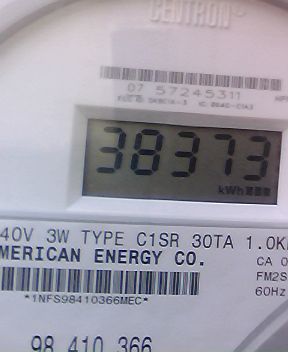 CENTRON®
07 57245311
38373
kWh
40V 3W TYPE C1SR 30TA 1.0K
MERICAN ENERGY CO.
CA 0
FM2S
60Hz
*1NFS98410366MEC*
98 410 366